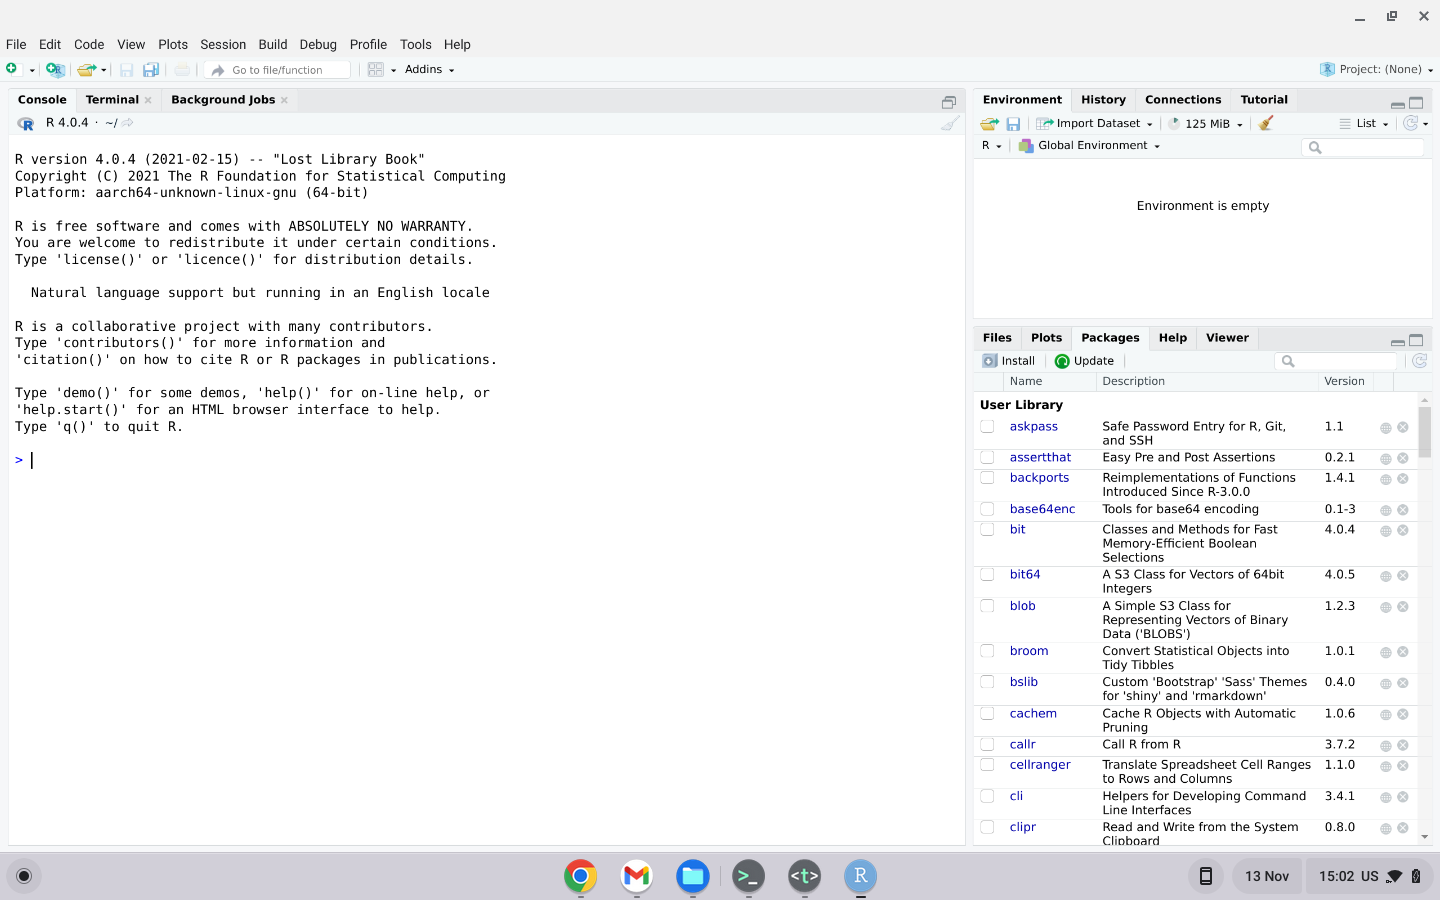 File Edit Code View Plots Session Build Debug Profile Tools Help
Go to file/function Addins Project: (None)
Console Terminal Background Jobs
R 4.0.4 · ~/
R version 4.0.4 (2021-02-15) -- "Lost Library Book"
Copyright (C) 2021 The R Foundation for Statistical Computing
Platform: aarch64-unknown-linux-gnu (64-bit)
R is free software and comes with ABSOLUTELY NO WARRANTY.
You are welcome to redistribute it under certain conditions.
Type 'license()' or 'licence()' for distribution details.
Natural language support but running in an English locale
R is a collaborative project with many contributors.
Type 'contributors()' for more information and
'citation()' on how to cite R or R packages in publications.
Type 'demo()' for some demos, 'help()' for on-line help, or
'help.start()' for an HTML browser interface to help.
Type 'q()' to quit R.
>
Environment History Connections Tutorial
Import Dataset 125 MiB List
R Global Environment
Environment is empty
Files Plots Packages Help Viewer
Install Update
Name Description Version
User Library
askpass Safe Password Entry for R, Git, 1.1
and SSH
assertthat Easy Pre and Post Assertions 0.2.1
backports Reimplementations of Functions 1.4.1
Introduced Since R-3.0.0
base64enc Tools for base64 encoding 0.1-3
bit Classes and Methods for Fast 4.0.4
Memory-Efficient Boolean
Selections
bit64 A S3 Class for Vectors of 64bit 4.0.5
Integers
blob A Simple S3 Class for 1.2.3
Representing Vectors of Binary
Data ('BLOBS')
broom Convert Statistical Objects into 1.0.1
Tidy Tibbles
bslib Custom 'Bootstrap' 'Sass' Themes 0.4.0
for 'shiny' and 'rmarkdown'
cachem Cache R Objects with Automatic 1.0.6
Pruning
callr Call R from R 3.7.2
cellranger Translate Spreadsheet Cell Ranges 1.1.0
to Rows and Columns
cli Helpers for Developing Command 3.4.1
Line Interfaces
clipr Read and Write from the System 0.8.0
Clipboard
>_ <t> R 13 Nov 15:02 US